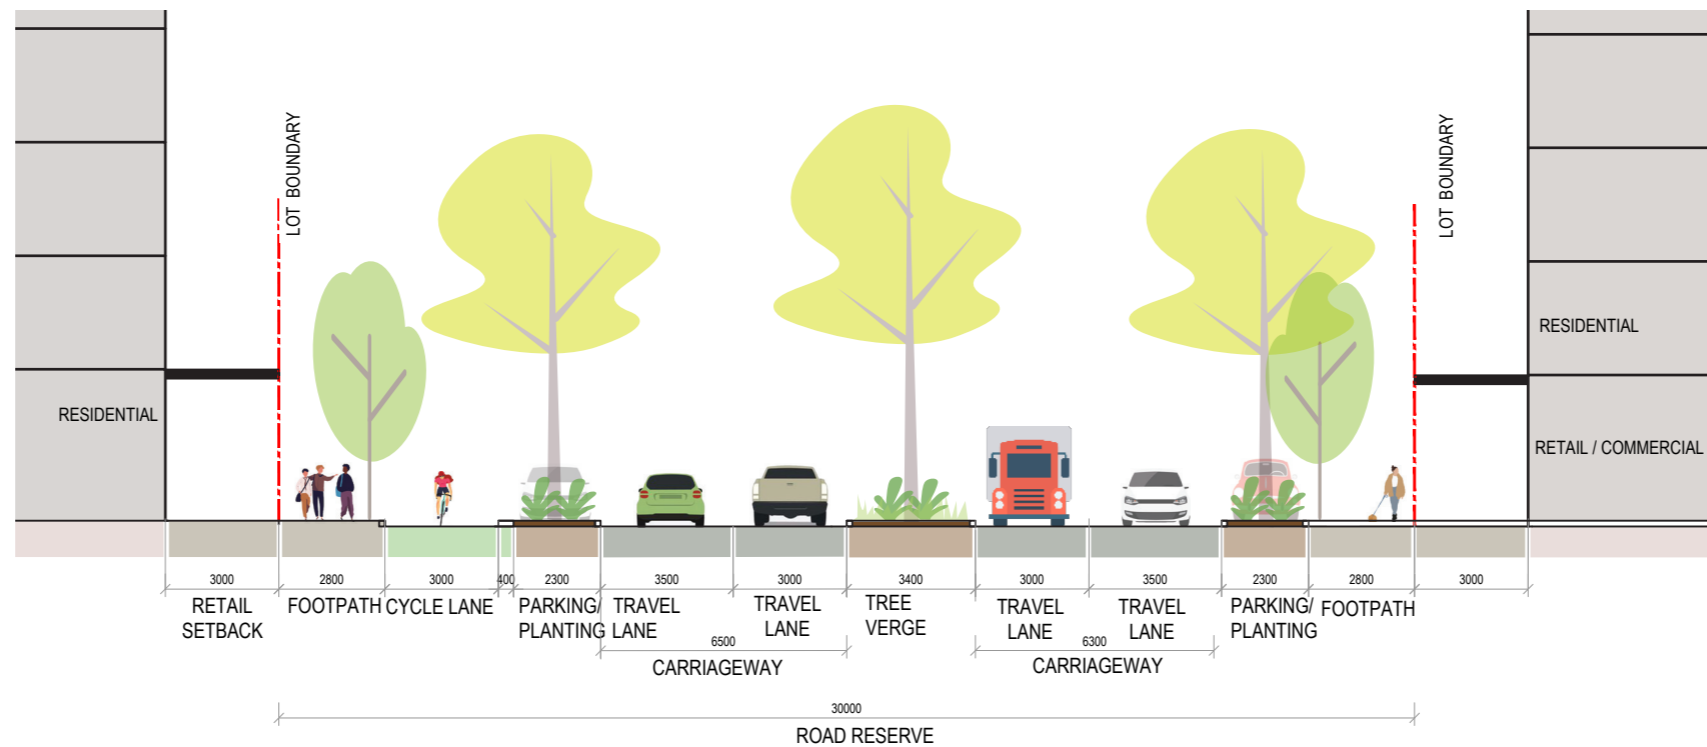 LOT BOUNDARY
LOT BOUNDARY
RESIDENTIAL
RESIDENTIAL
RETAIL / COMMERCIAL
3000
2800
3000
400
2300
3500
3000
3400
3000
3500
2300
2800
3000
RETAIL
SETBACK
FOOTPATH
CYCLE LANE
PARKING/
PLANTING
TRAVEL
LANE
TRAVEL
LANE
TREE
VERGE
TRAVEL
LANE
TRAVEL
LANE
PARKING/
PLANTING
FOOTPATH
6500
CARRIAGEWAY
6300
CARRIAGEWAY
30000
ROAD RESERVE